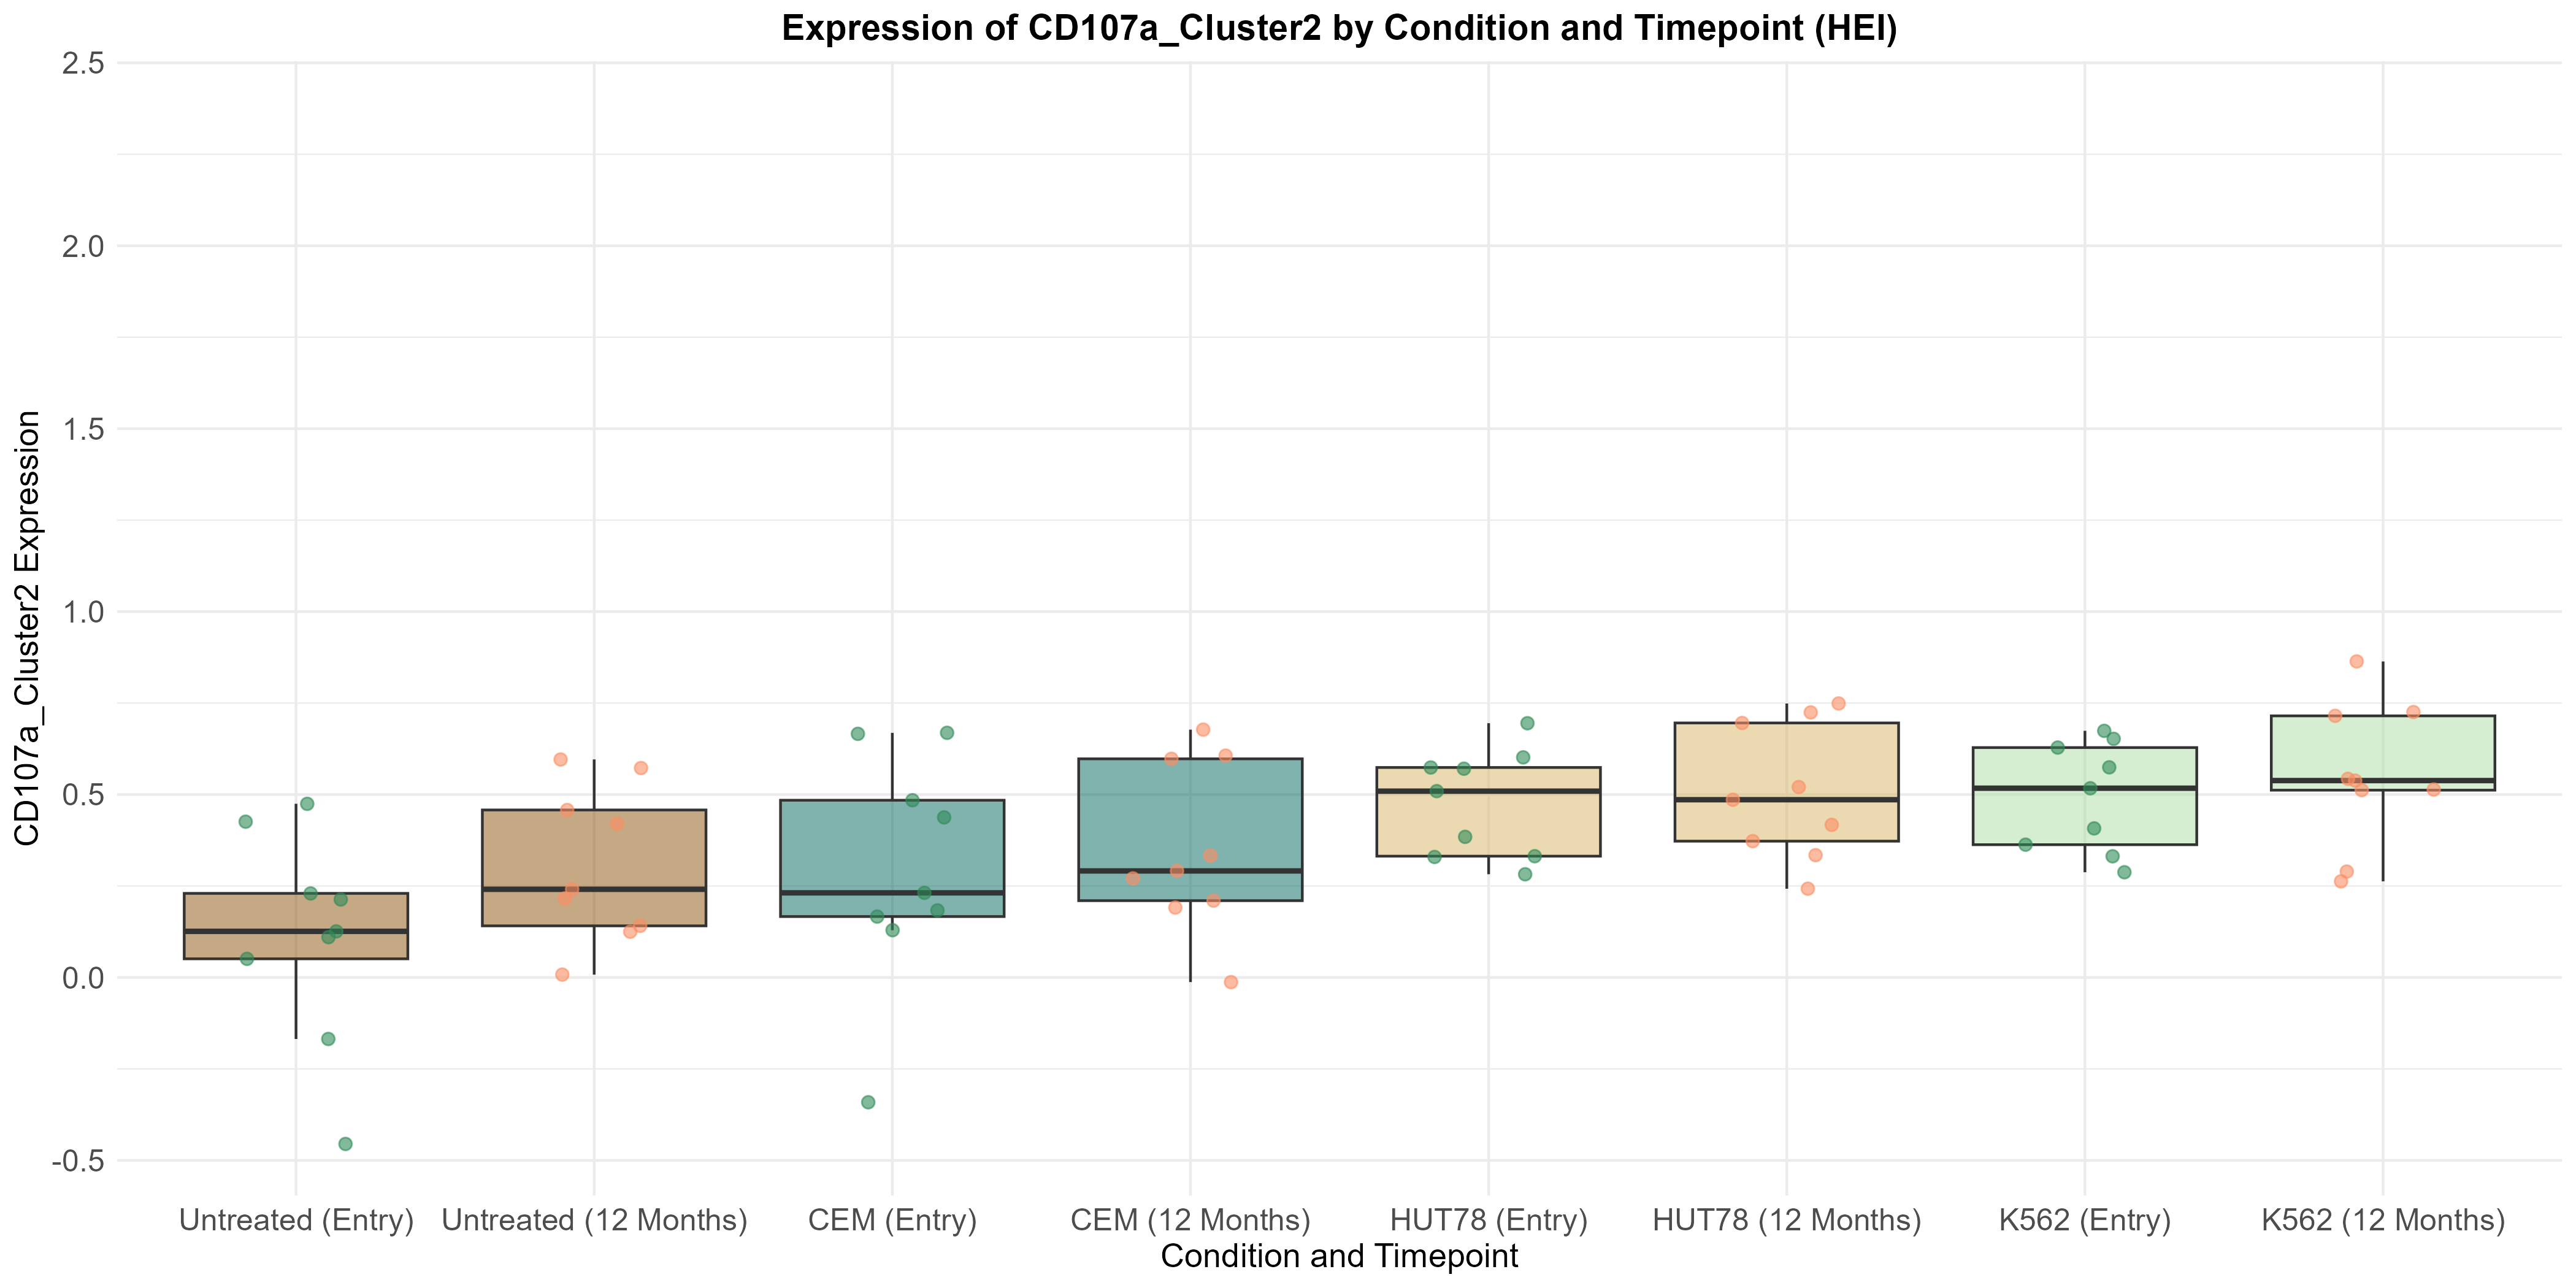 Expression of CD107a_Cluster2 by Condition and Timepoint (HEI)
CD107a_Cluster2 Expression
2.5
2.0
1.5
1.0
0.5
0.0
-0.5
Untreated (Entry) Untreated (12 Months) CEM (Entry) CEM (12 Months) HUT78 (Entry) HUT78 (12 Months) K562 (Entry) K562 (12 Months)
Condition and Timepoint